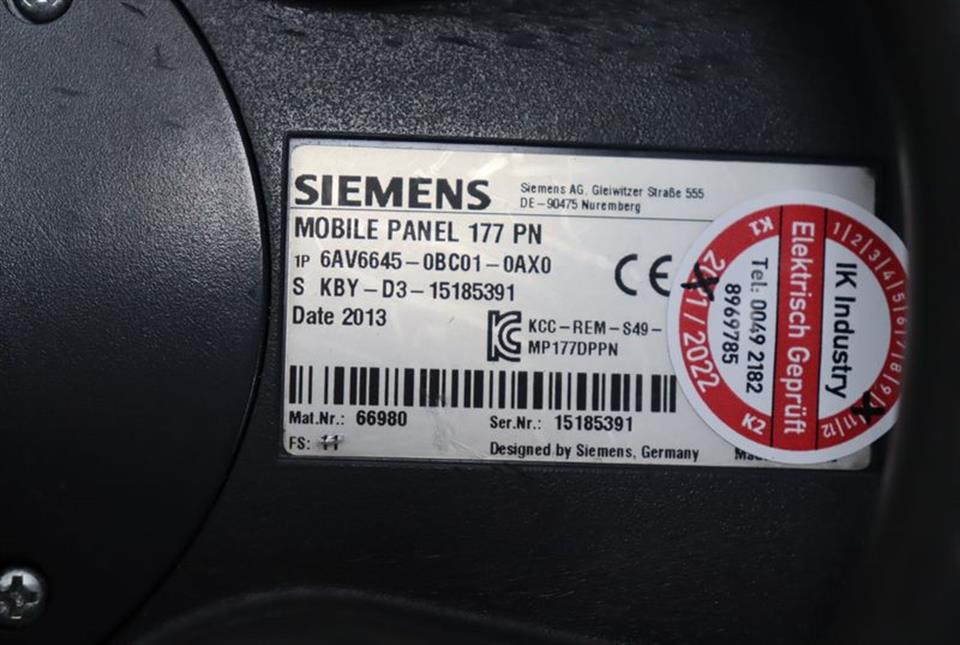 SIEMENS
Siemens AG, Gleiwitzer Straße 555
DE-90475 Nuremberg
MOBILE PANEL 177 PN
1P 6AV6645-0BC01-0AX0
S KBY-D3-15185391
CE
Date 2013
KCC-REM-S49-
MP177DPPN
Mat.Nr.: 66980
Ser.Nr.: 15185391
FS: 11
Designed by Siemens, Germany
1/2/3/4/5/6/7/8/9/
11/12
IK Industry
Elektrisch Geprüft
Tel: 0049 2182
8969785
K1
/ 2022
K2